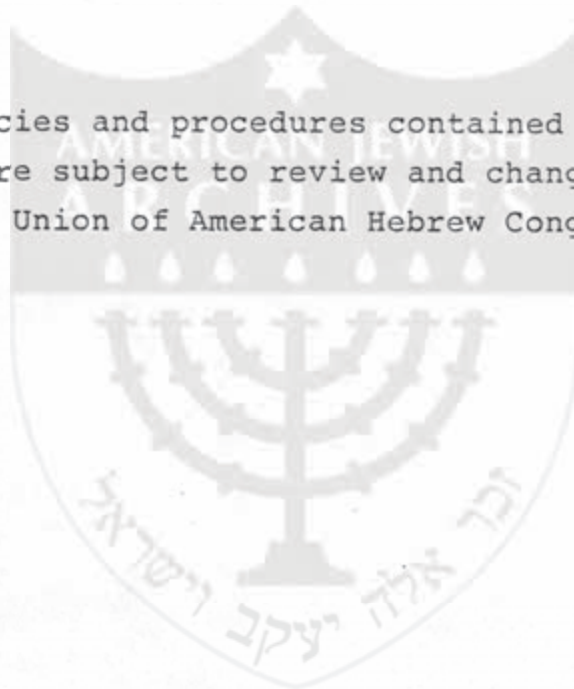 cies and procedures contained
AMERICAN JEWISH
re subject to review and chang
ARCHIVES
Union of American Hebrew Cong
זכר אלה יעקב וישראל